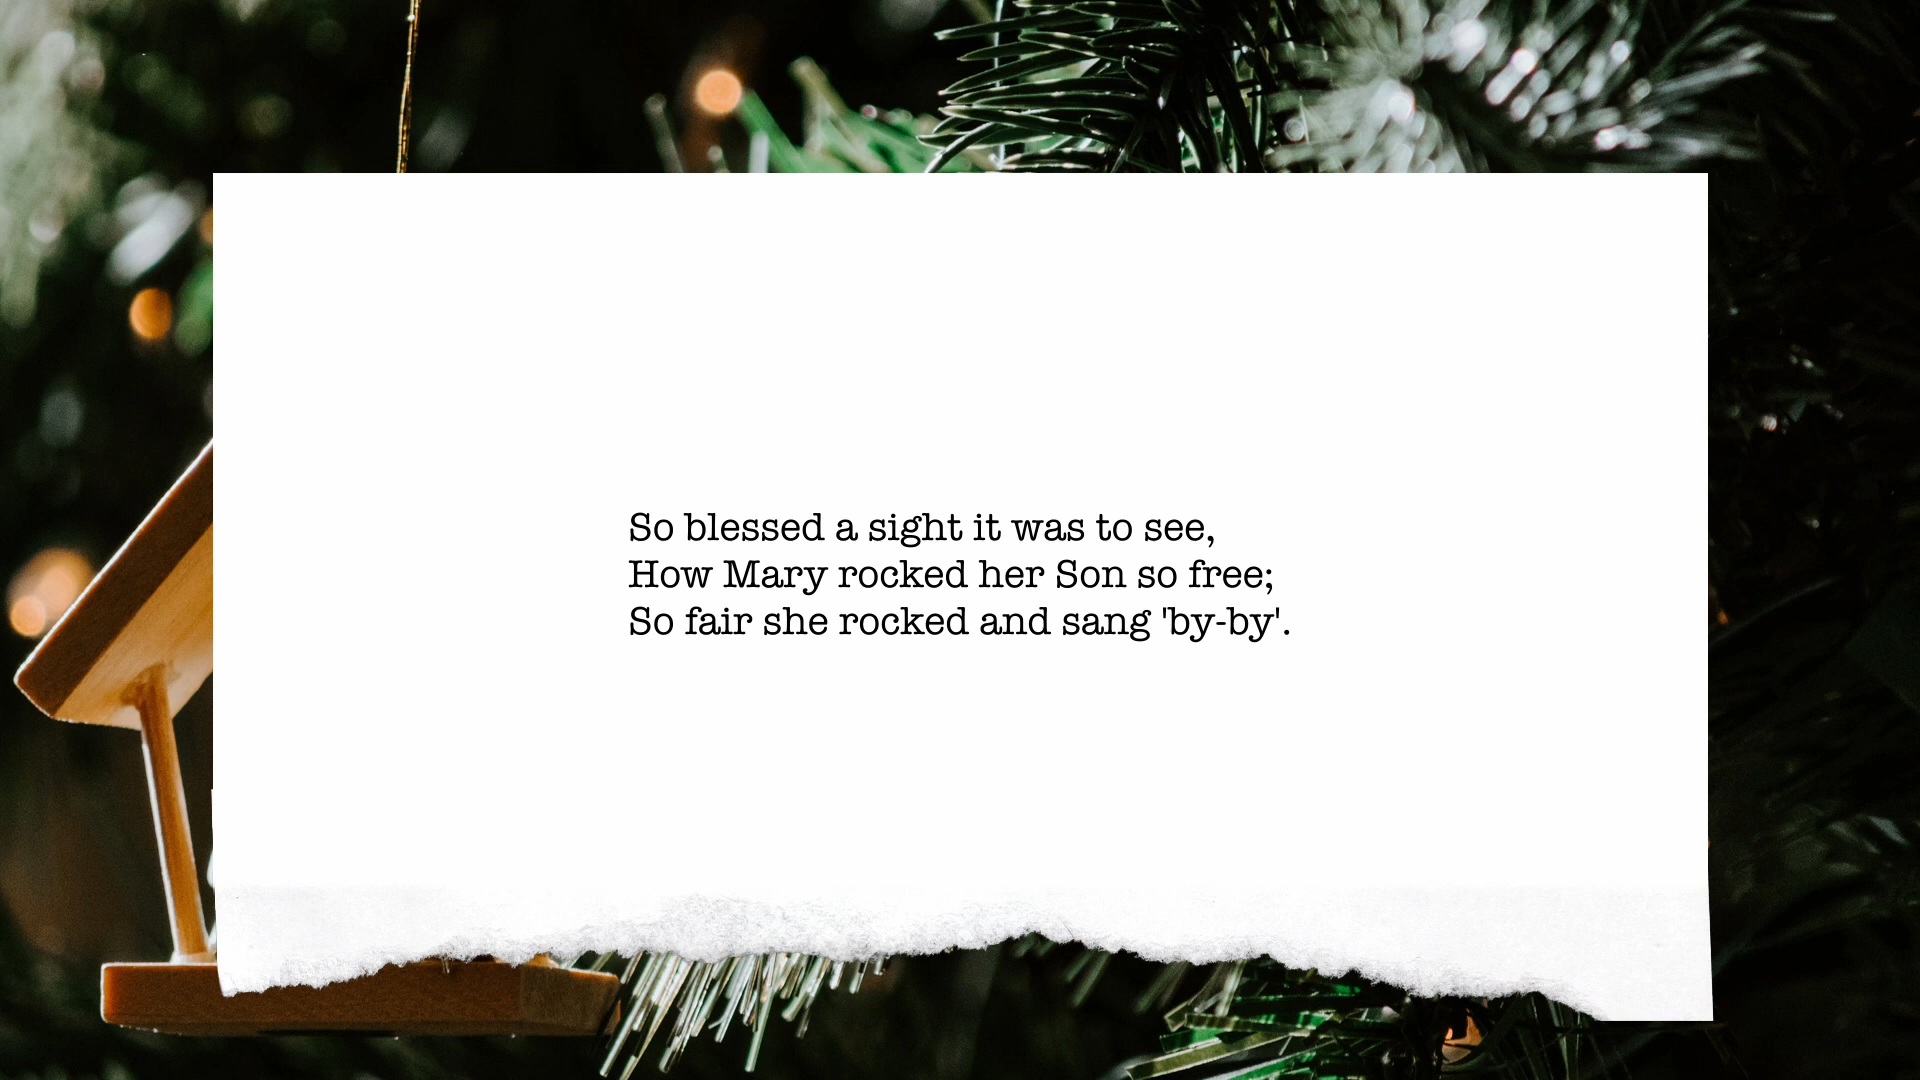 So blessed a sight it was to see,
How Mary rocked her Son so free;
So fair she rocked and sang 'by-by'.